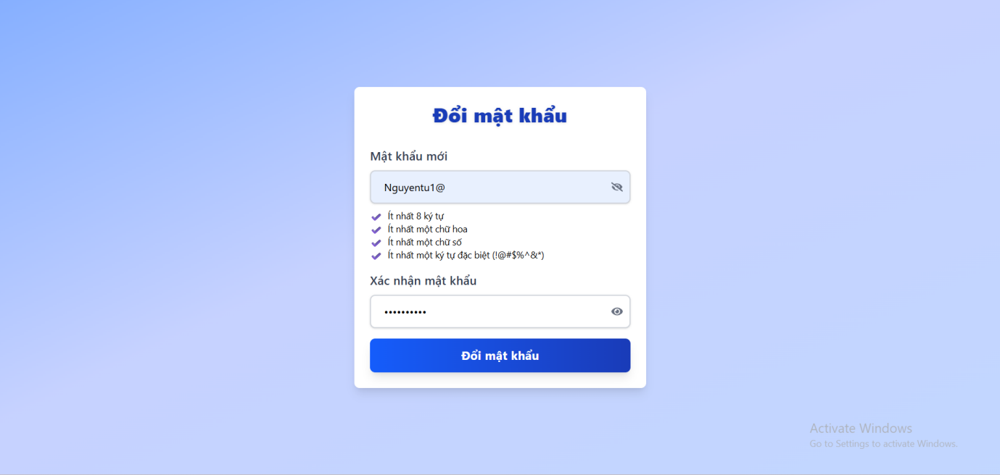 Đổi mật khẩu
Mật khẩu mới
Nguyentu1@
Ít nhất 8 ký tự
Ít nhất một chữ hoa
Ít nhất một chữ số
Ít nhất một ký tự đặc biệt (!@#$%^&*)
Xác nhận mật khẩu
••••••••••
Đổi mật khẩu
Activate Windows
Go to Settings to activate Windows.